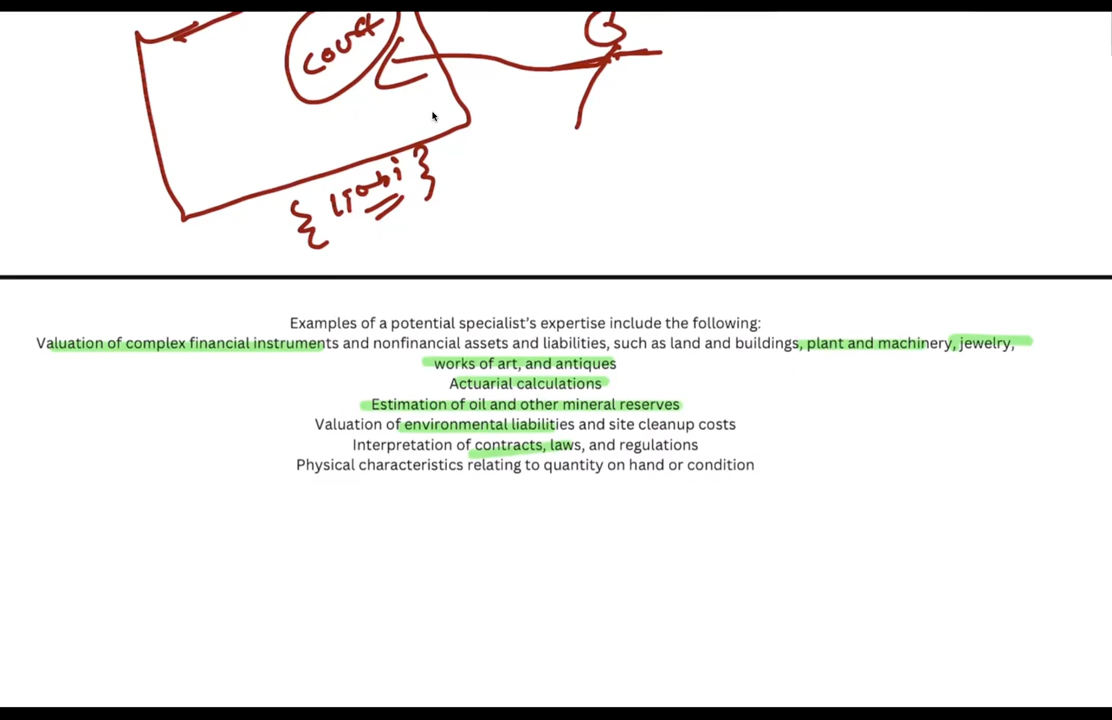 Court
{ liabi }
Examples of a potential specialist's expertise include the following:
Valuation of complex financial instruments and nonfinancial assets and liabilities, such as land and buildings, plant and machinery, jewelry,
works of art, and antiques
Actuarial calculations
Estimation of oil and other mineral reserves
Valuation of environmental liabilities and site cleanup costs
Interpretation of contracts, laws, and regulations
Physical characteristics relating to quantity on hand or condition